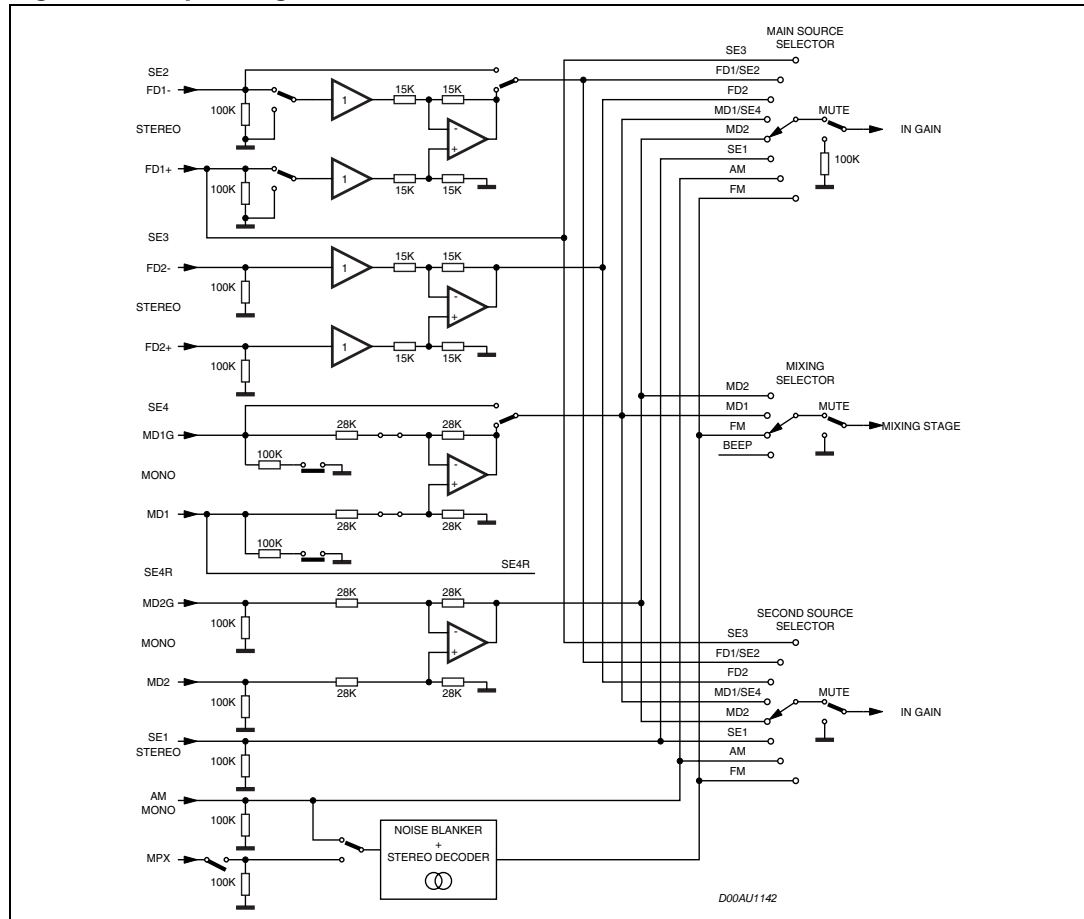 MAIN SOURCE
SELECTOR
SE3
FD1/SE2
FD2
MD1/SE4
MD2
SE1
AM
FM
MUTE
IN GAIN
100K
SE2
FD1-
100K
STEREO
1
15K
15K
-
+
FD1+
100K
1
15K
15K
SE3
FD2-
100K
STEREO
1
15K
15K
-
+
FD2+
100K
1
15K
15K
MIXING
SELECTOR
MD2
MD1
FM
BEEP
MUTE
MIXING STAGE
SE4
MD1G
28K
28K
100K
MONO
-
+
MD1
28K
28K
100K
SE4R
SE4R
MD2G
28K
28K
100K
MONO
-
+
MD2
28K
28K
100K
SECOND SOURCE
SELECTOR
SE3
FD1/SE2
FD2
MD1/SE4
MD2
SE1
AM
FM
MUTE
IN GAIN
SE1
STEREO
100K
AM
MONO
100K
MPX
100K
NOISE BLANKER
+
STEREO DECODER
D00AU1142